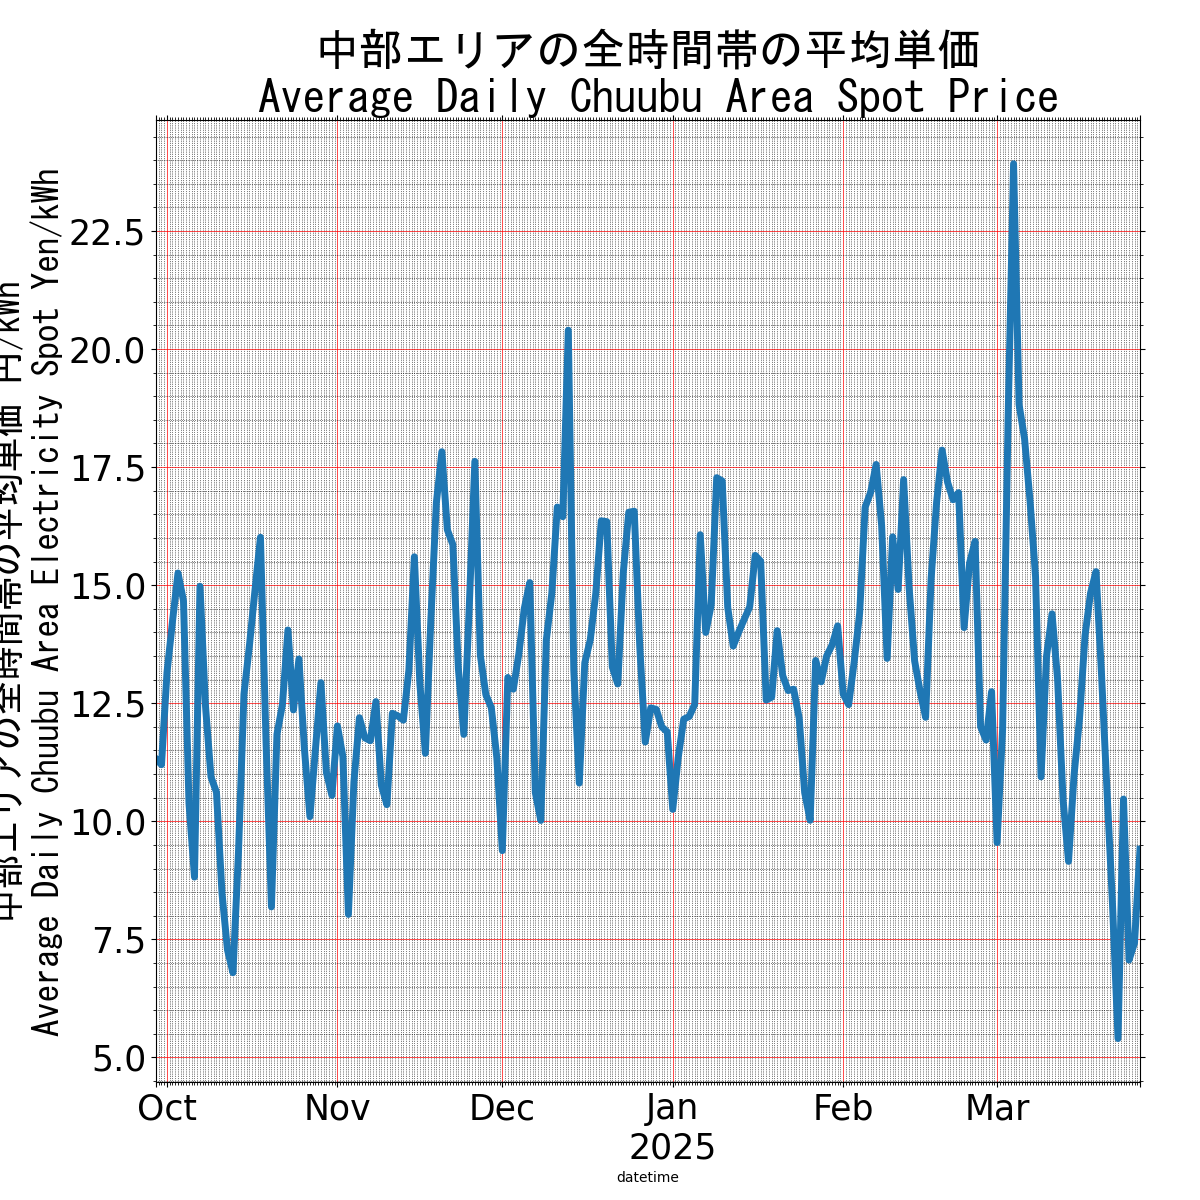 中部エリアの全時間帯の平均単価
Average Daily Chuubu Area Spot Price
中部エリアの全時間帯の平均単価 円/kWh
Average Daily Chuubu Area Electricity Spot Yen/kWh
22.5
20.0
17.5
15.0
12.5
10.0
7.5
5.0
Oct Nov Dec Jan Feb Mar
2025
datetime